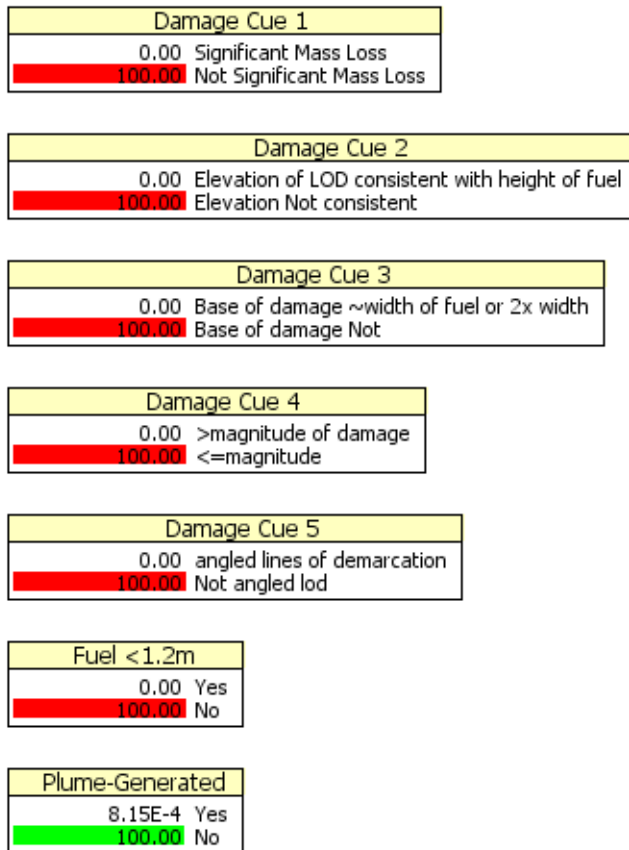 Damage Cue 1
0.00 Significant Mass Loss
100.00 Not Significant Mass Loss
Damage Cue 2
0.00 Elevation of LOD consistent with height of fuel
100.00 Elevation Not consistent
Damage Cue 3
0.00 Base of damage ~width of fuel or 2x width
100.00 Base of damage Not
Damage Cue 4
0.00 >magnitude of damage
100.00 <=magnitude
Damage Cue 5
0.00 angled lines of demarcation
100.00 Not angled lod
Fuel <1.2m
0.00 Yes
100.00 No
Plume-Generated
8.15E-4 Yes
100.00 No